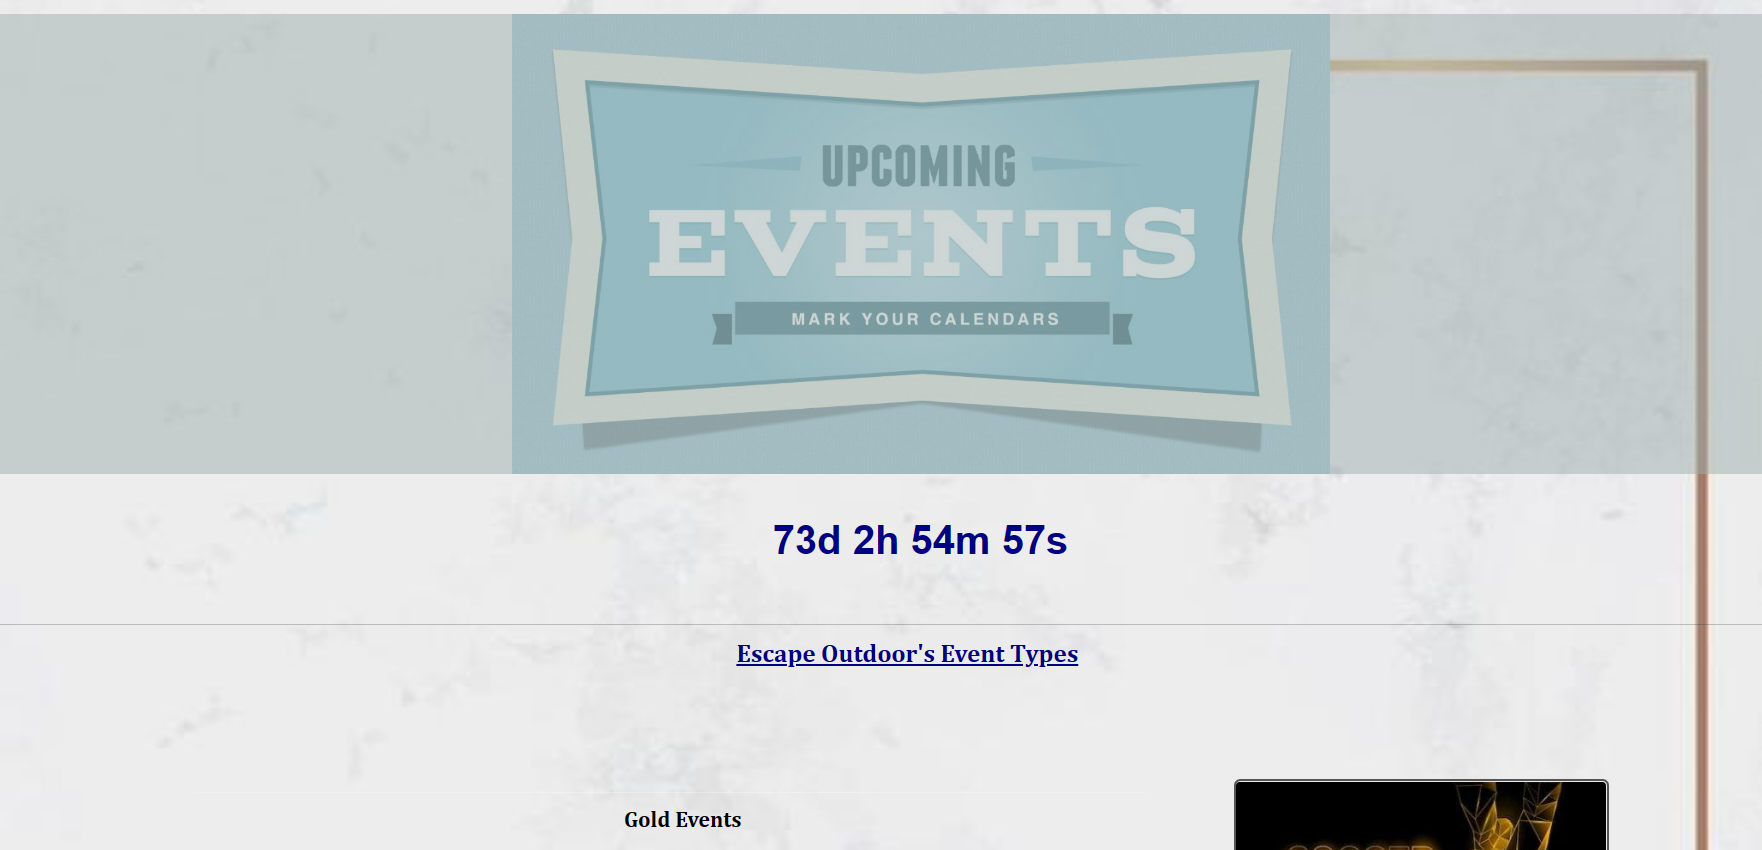 UPCOMING
EVENTS
MARK YOUR CALENDARS
73d 2h 54m 57s
Escape Outdoor's Event Types
Gold Events